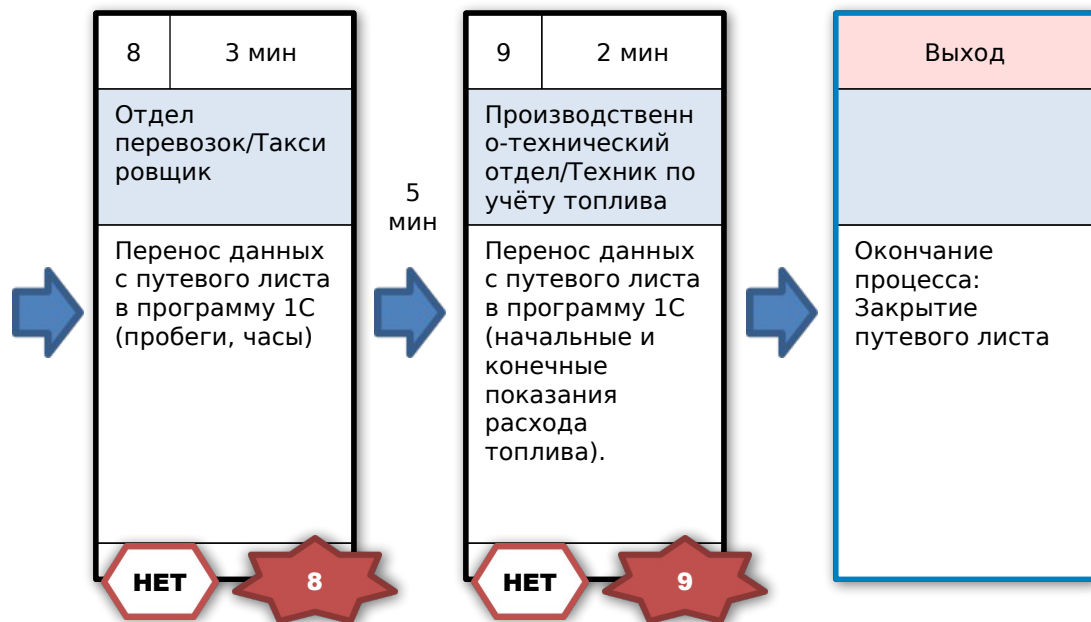 8
3 мин
Отдел
перевозок/Такси
ровщик
Перенос данных
с путевого листа
в программу 1С
(пробеги, часы)
НЕТ
8
5
мин
9
2 мин
Производственн
о-технический
отдел/Техник по
учёту топлива
Перенос данных
с путевого листа
в программу 1С
(начальные и
конечные
показания
расхода
топлива).
НЕТ
9
Выход
Окончание
процесса:
Закрытие
путевого листа